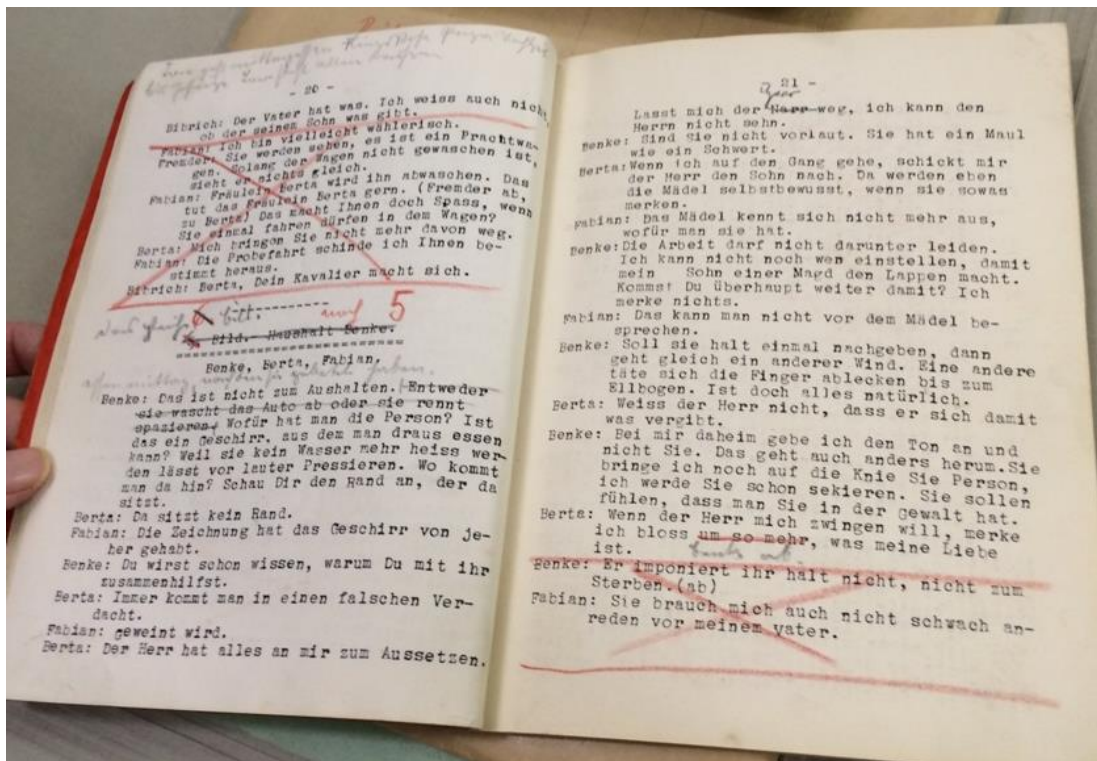 - 20 -
Bibrich: Der Vater hat was. Ich weiss auch nicht,
ob der seinen Sohn was gibt.
Fabian: Ich bin vielleicht wählerisch.
Fremder: Sie werden sehen, es ist ein Prachtwa-
gen. Solang der Wagen nicht gewaschen ist,
sieht er nichts gleich.
Fabian: Fräulein Berta wird ihn abwaschen. Das
tut das Fräulein Berta gern. (Fremder ab,
zu Berta) Das macht Ihnen doch Spass, wenn
Sie einmal fahren dürfen in dem Wagen?
Berta: Mich bringen Sie nicht mehr davon weg.
Fabian: Die Probefahrt schinde ich Ihnen be-
stimmt heraus.
Bibrich: Berta, Dein Kavalier macht sich.
5
Bild.- Haushalt Benke.
Benke, Berta, Fabian.
Benke: Das ist nicht zum Aushalten. Entweder
sie wascht das Auto ab oder sie rennt
spazieren. Wofür hat man die Person? Ist
das ein Geschirr, aus dem man draus essen
kann? Weil sie kein Wasser mehr heiss wer-
den lässt vor lauter Pressieren. Wo kommt
man da hin? Schau Dir den Rand an, der da
sitzt.
Berta: Da sitzt kein Rand.
Fabian: Die Zeichnung hat das Geschirr von je-
her gehabt.
Benke: Du wirst schon wissen, warum Du mit ihr
zusammenhilfst.
Berta: Immer kommt man in einen falschen Ver-
dacht.
Fabian: geweint wird.
Berta: Der Herr hat alles an mir zum Aussetzen.
21 -
Lasst mich der Herr weg, ich kann den
Herrn nicht sehn.
Benke: Sind Sie nicht vorlaut. Sie hat ein Maul
wie ein Schwert.
Berta: Wenn ich auf den Gang gehe, schickt mir
der Herr den Sohn nach. Da werden eben
die Mädel selbstbewusst, wenn sie sowas
merken.
Fabian: Das Mädel kennt sich nicht mehr aus,
wofür man sie hat.
Benke: Die Arbeit darf nicht darunter leiden.
Ich kann nicht noch wen einstellen, damit
mein Sohn einer Magd den Lappen macht.
Kommst Du überhaupt weiter damit? Ich
merke nichts.
Fabian: Das kann man nicht vor dem Mädel be-
sprechen.
Benke: Soll sie halt einmal nachgeben, dann
geht gleich ein anderer Wind. Eine andere
täte sich die Finger ablecken bis zum
Ellbogen. Ist doch alles natürlich.
Berta: Weiss der Herr nicht, dass er sich damit
was vergibt.
Benke: Bei mir daheim gebe ich den Ton an und
nicht Sie. Das geht auch anders herum. Sie
bringe ich noch auf die Knie Sie Person,
ich werde Sie schon sekieren. Sie sollen
fühlen, dass man Sie in der Gewalt hat.
Berta: Wenn der Herr mich zwingen will, merke
ich bloss um so mehr, was meine Liebe
ist.
Benke: Er imponiert ihr halt nicht, nicht zum
Sterben. (ab)
Fabian: Sie brauch mich auch nicht schwach an-
reden vor meinem vater.